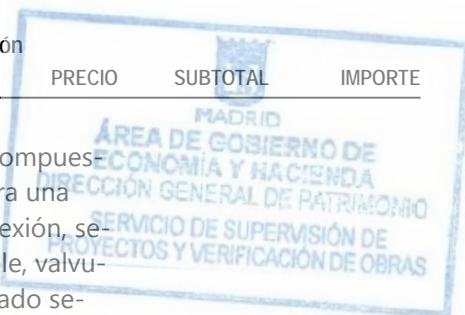 ón
PRECIO SUBTOTAL IMPORTE
MADRID
ÁREA DE GOBIERNO DE
ompues-
ECONOMÍA Y HACIENDA
ra una
DIRECCIÓN GENERAL DE PATRIMONIO
exión, se-
SERVICIO DE SUPERVISIÓN DE
PROYECTOS Y VERIFICACIÓN DE OBRAS
le, valvu-
ado se-